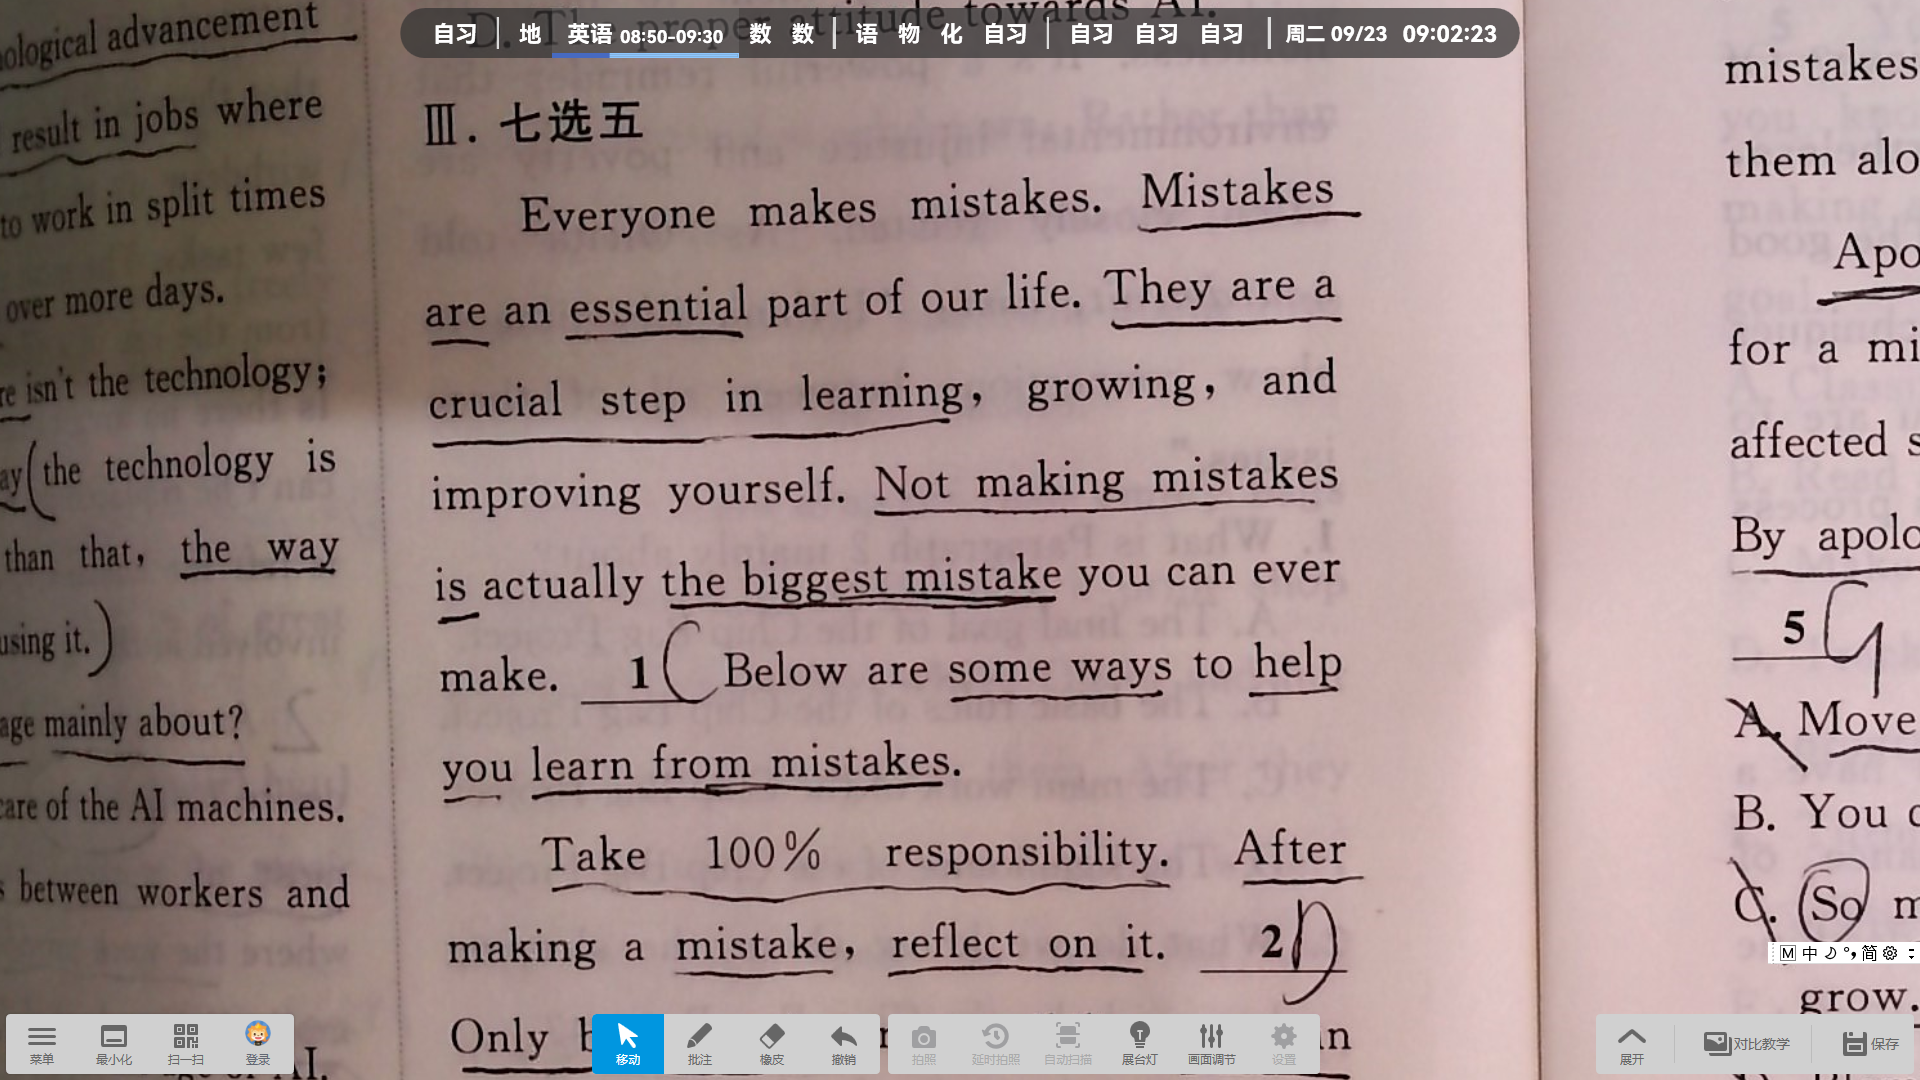 自习 地 英语 08:50-09:30 数 数 语 物 化 自习 自习 自习 自习 周二 09/23 09:02:23
ological advancement
result in jobs where
to work in split times
over more days.
re isn't the technology;
ay (the technology is
than that, the way
using it.)
age mainly about?
care of the AI machines.
s between workers and
AI.
D. Th proper attitude towards AI.
Ⅲ. 七选五
Everyone makes mistakes. Mistakes
are an essential part of our life. They are a
crucial step in learning, growing, and
improving yourself. Not making mistakes
is actually the biggest mistake you can ever
make. 1 C Below are some ways to help
you learn from mistakes.
Take 100% responsibility. After
making a mistake, reflect on it. 2 D
Only b
n
mistakes
them alo
Apo
for a mi
affected s
By apolo
5 G
A. Move
B. You c
C. So m
grow.
M 中 简
菜单 最小化 扫一扫 登录 移动 批注 橡皮 撤销 拍照 延时拍照 自动扫描 展台灯 画面调节 设置 展开 对比教学 保存